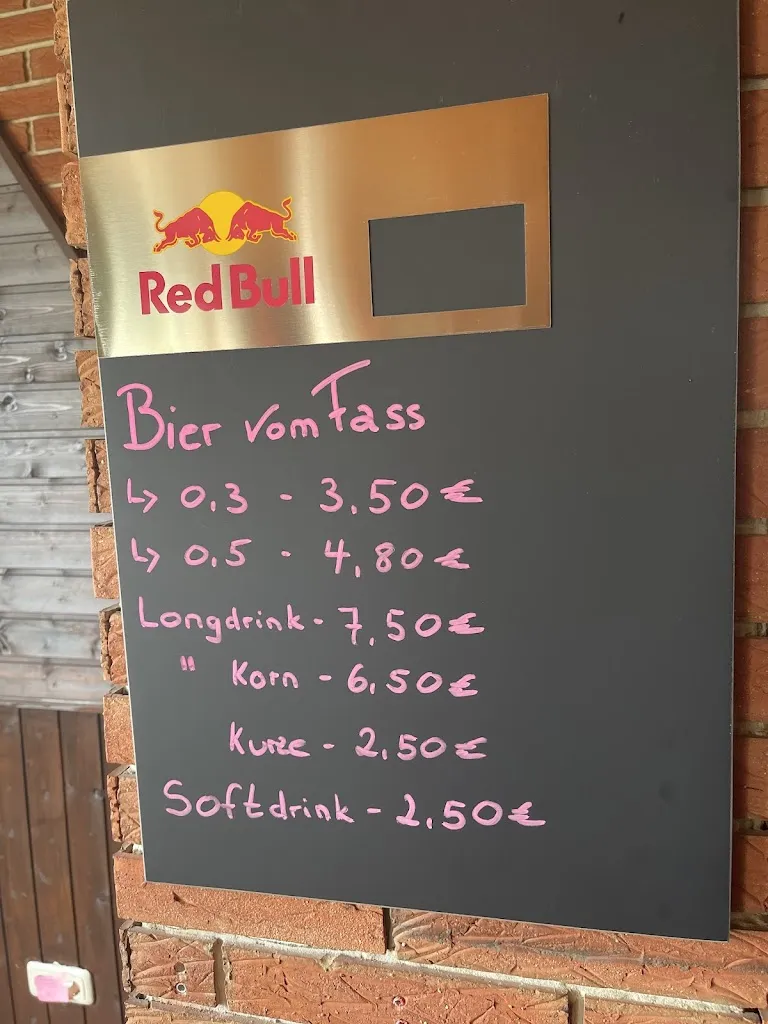 Red Bull
Bier vom Fass
↳ 0.3 - 3,50€
↳ 0.5 - 4,80€
Longdrink - 7,50€
" Korn - 6,50€
Kurze - 2,50€
Softdrink - 2,50€